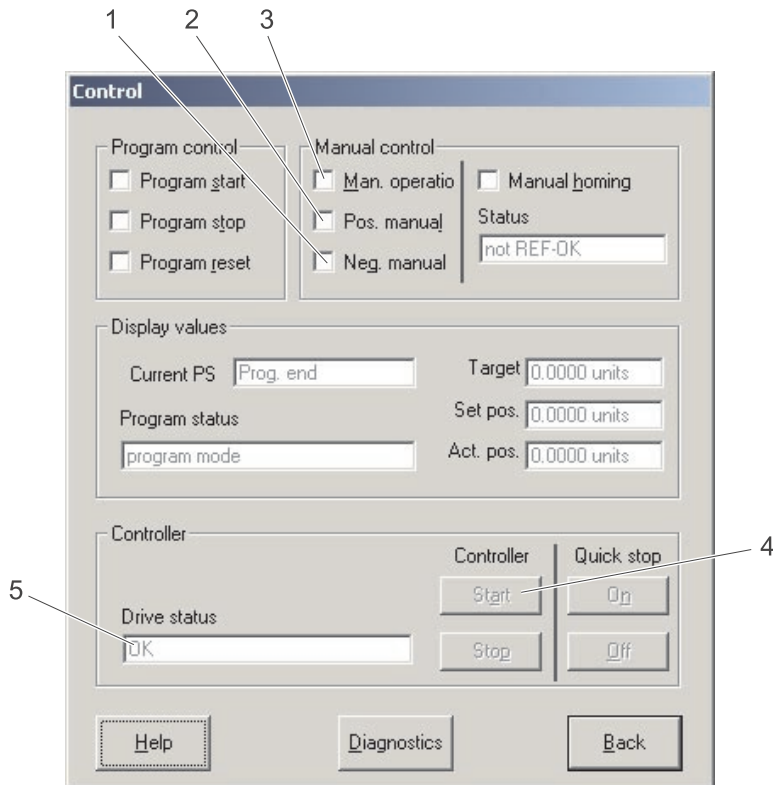 1 2 3
Control
Program control
Program start
Program stop
Program reset
Manual control
Man. operatio
Pos. manual
Neg. manual
Manual homing
Status
not REF-OK
Display values
Current PS Prog. end
Program status
program mode
Target 0.0000 units
Set pos. 0.0000 units
Act. pos. 0.0000 units
Controller
Drive status
OK
Controller
Start
Stop
Quick stop
On
Off
4
5
Help Diagnostics Back